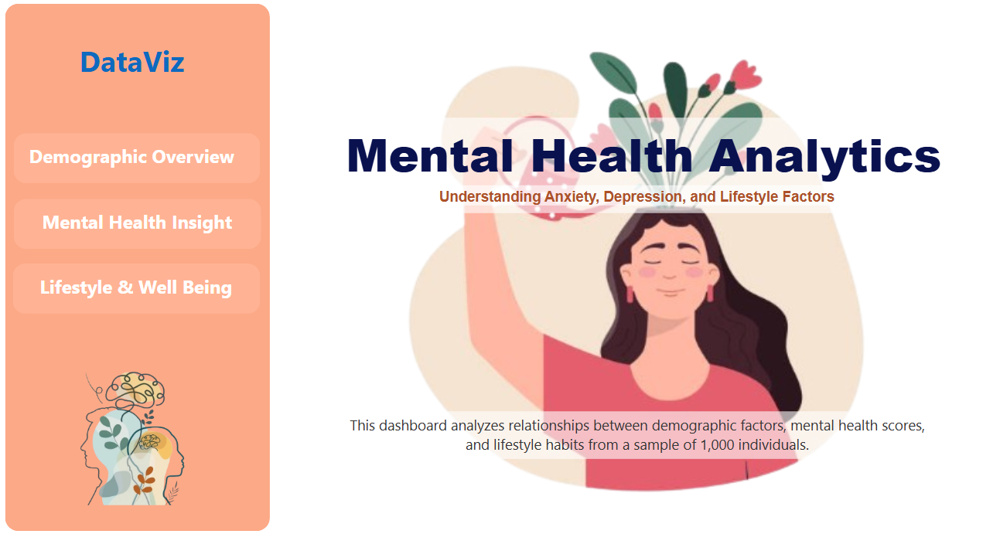 DataViz
Demographic Overview
Mental Health Insight
Lifestyle & Well Being
Mental Health Analytics
Understanding Anxiety, Depression, and Lifestyle Factors
This dashboard analyzes relationships between demographic factors, mental health scores,
and lifestyle habits from a sample of 1,000 individuals.